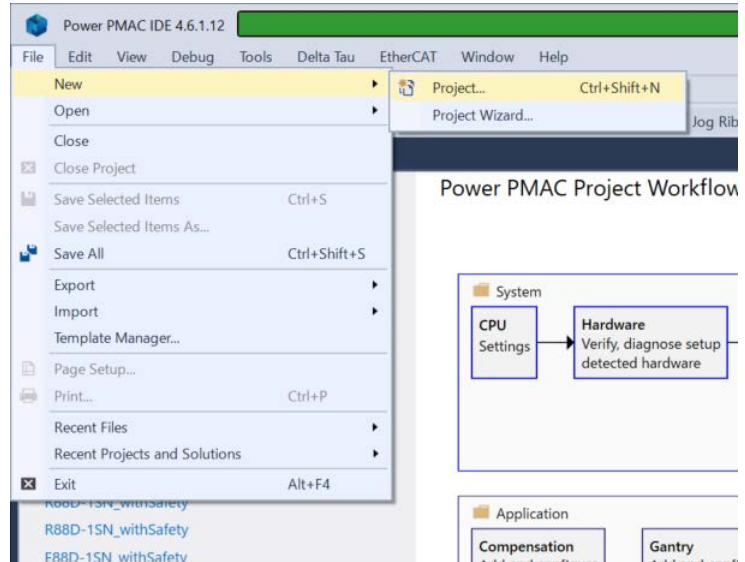 Power PMAC IDE 4.6.1.12
File Edit View Debug Tools Delta Tau EtherCAT Window Help
New
Project... Ctrl+Shift+N
Open
Project Wizard...
Jog Rib
Close
Close Project
Save Selected Items Ctrl+S
Power PMAC Project Workflow
Save Selected Items As...
Save All Ctrl+Shift+S
Export
System
Import
CPU
Settings
Hardware
Verify, diagnose setup
detected hardware
Template Manager...
Page Setup...
Print... Ctrl+P
Recent Files
Recent Projects and Solutions
Exit Alt+F4
R88D-1SN_withSafety
R88D-1SN_withSafety
Application
Compensation
Gantry